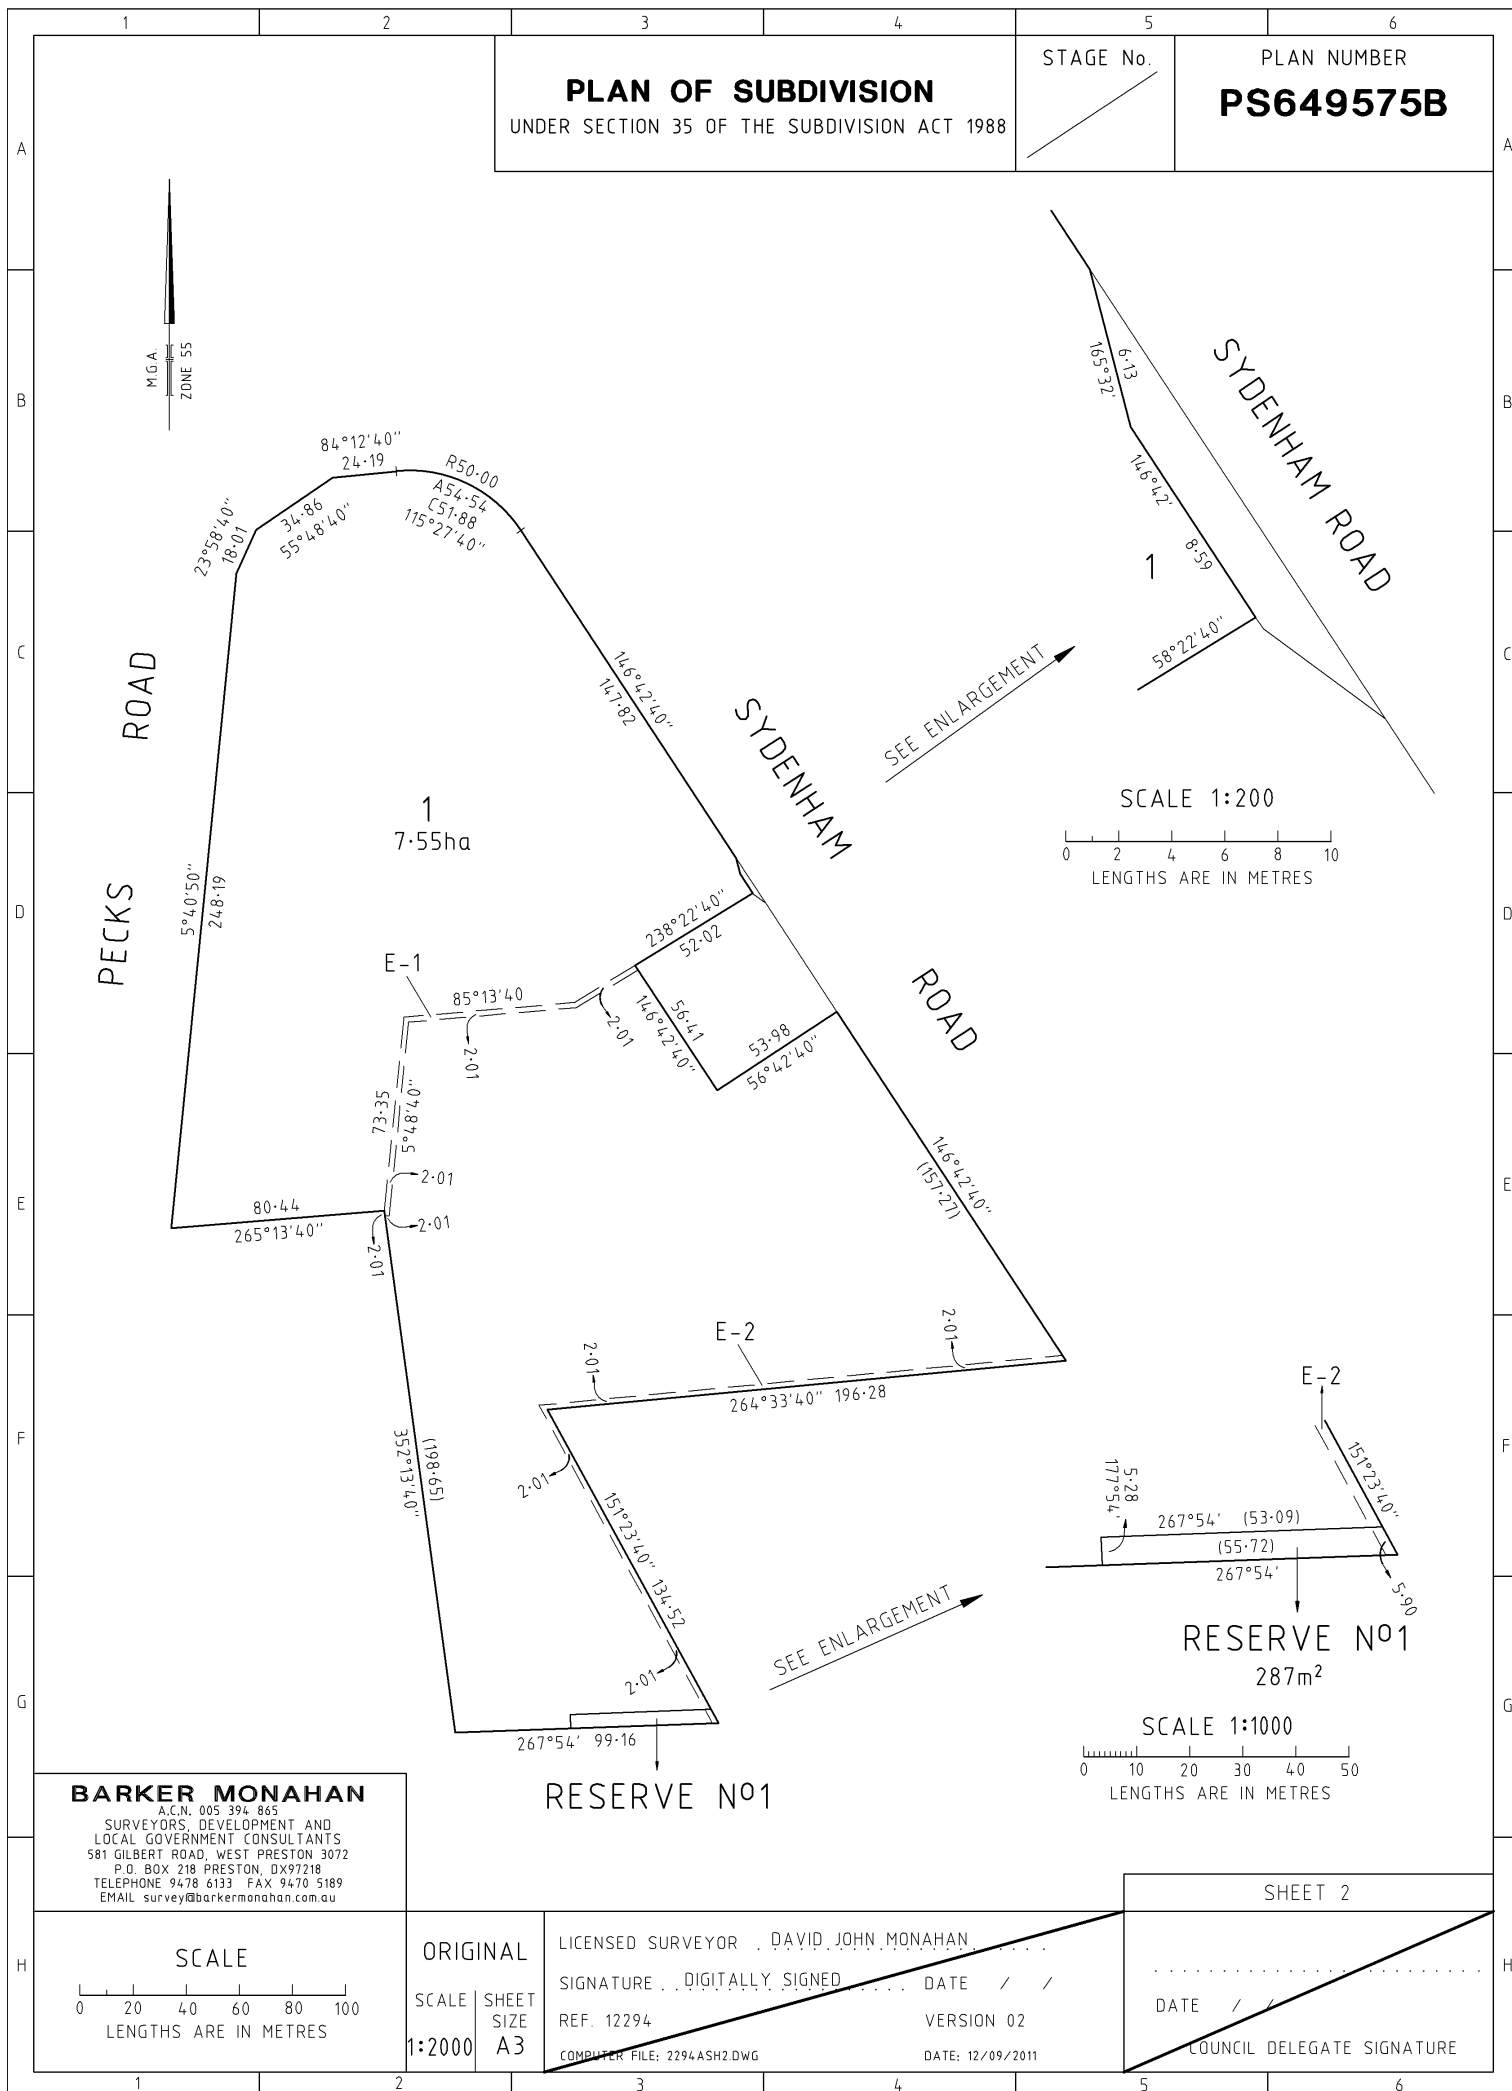 1 2 3 4 5 6
A B C D E F G H
A B C D E F G H
PLAN OF SUBDIVISION
UNDER SECTION 35 OF THE SUBDIVISION ACT 1988
STAGE No.
PLAN NUMBER
PS649575B
M.G.A.
ZONE 55
84°12'40"
24·19
R50·00
A54·54
C51·88
115°27'40"
34·86
55°48'40"
23°58'40"
18·01
146°42'40"
147·82
PECKS ROAD
5°40'50"
248·19
1
7·55ha
SYDENHAM ROAD
238°22'40"
52·02
56·41
146°42'40"
53·98
56°42'40"
E-1
85°13'40
2·01
2·01
73·35
5°48'40"
2·01
2·01
2·01
80·44
265°13'40"
146°42'40"
(157·27)
E-2
2·01
2·01
264°33'40" 196·28
(198·65)
352°13'40"
2·01
151°23'40" 134·52
2·01
267°54' 99·16
RESERVE Nº1
SEE ENLARGEMENT
6·13
165°32'
146°42'
8·59
1
58°22'40"
SYDENHAM ROAD
SCALE 1:200
0 2 4 6 8 10
LENGTHS ARE IN METRES
SEE ENLARGEMENT
E-2
151°23'40"
5·28
177°54'
267°54' (53·09)
(55·72)
267°54'
5·90
RESERVE Nº1
287m²
SCALE 1:1000
0 10 20 30 40 50
LENGTHS ARE IN METRES
BARKER MONAHAN
A.C.N. 005 394 865
SURVEYORS, DEVELOPMENT AND
LOCAL GOVERNMENT CONSULTANTS
581 GILBERT ROAD, WEST PRESTON 3072
P.O. BOX 218 PRESTON, DX97218
TELEPHONE 9478 6133 FAX 9470 5189
EMAIL survey@barkermonahan.com.au
SCALE
0 20 40 60 80 100
LENGTHS ARE IN METRES
ORIGINAL
SCALE
1:2000
SHEET
SIZE
A3
LICENSED SURVEYOR . DAVID JOHN MONAHAN
SIGNATURE . DIGITALLY SIGNED DATE / /
REF. 12294 VERSION 02
COMPUTER FILE: 2294ASH2.DWG DATE: 12/09/2011
SHEET 2
DATE / /
COUNCIL DELEGATE SIGNATURE
1 2 3 4 5 6